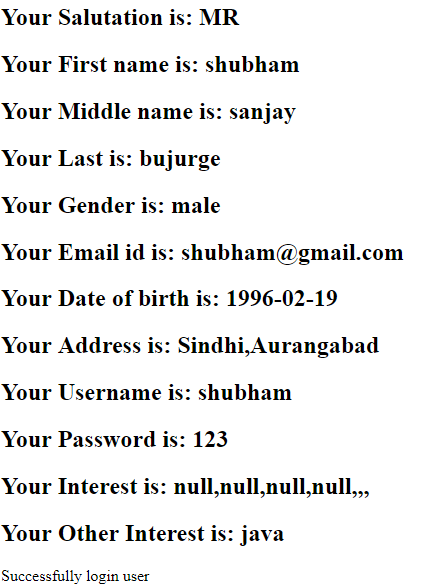 Your Salutation is: MR
Your First name is: shubham
Your Middle name is: sanjay
Your Last is: bujurge
Your Gender is: male
Your Email id is: shubham@gmail.com
Your Date of birth is: 1996-02-19
Your Address is: Sindhi,Aurangabad
Your Username is: shubham
Your Password is: 123
Your Interest is: null,null,null,null,,,
Your Other Interest is: java
Successfully login user